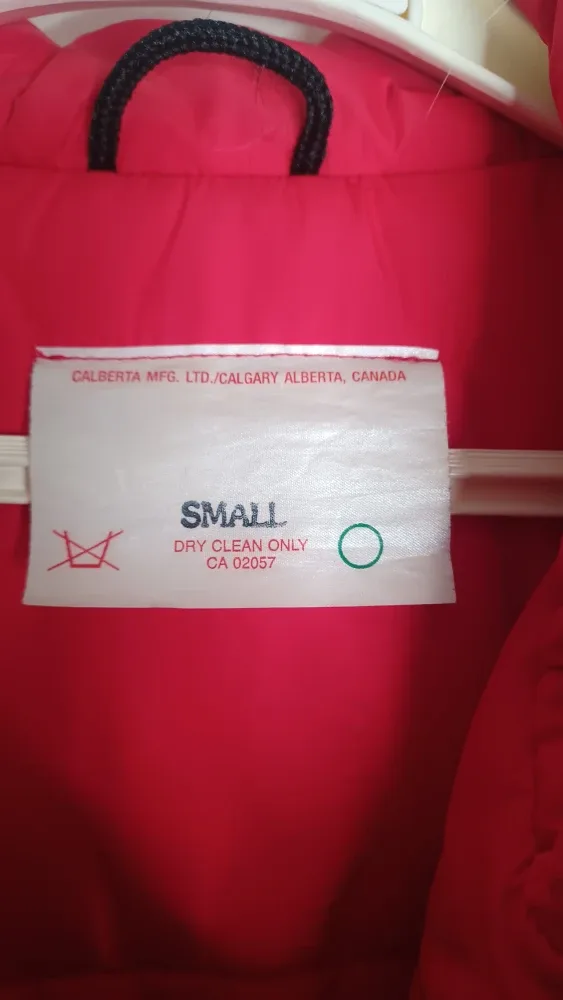 CALBERTA MFG. LTD./CALGARY ALBERTA, CANADA
SMALL
DRY CLEAN ONLY
CA 02057